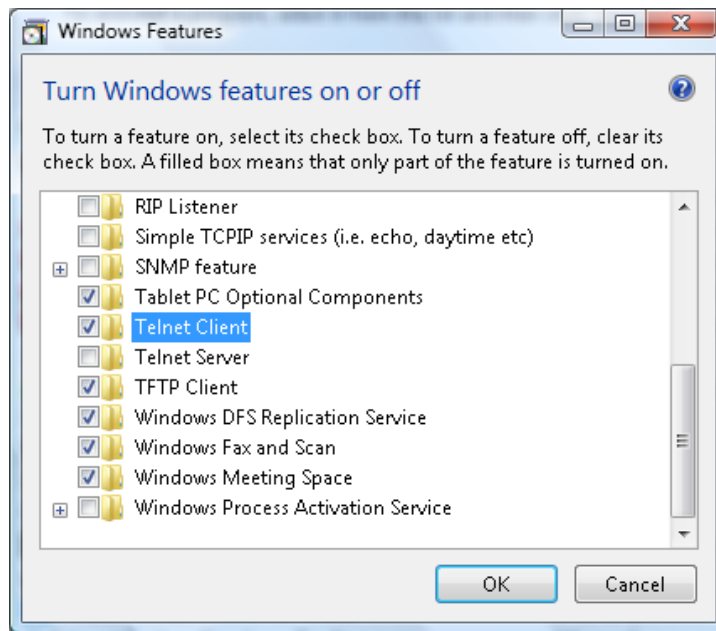 Windows Features
Turn Windows features on or off
To turn a feature on, select its check box. To turn a feature off, clear its
check box. A filled box means that only part of the feature is turned on.
RIP Listener
Simple TCPIP services (i.e. echo, daytime etc)
SNMP feature
Tablet PC Optional Components
Telnet Client
Telnet Server
TFTP Client
Windows DFS Replication Service
Windows Fax and Scan
Windows Meeting Space
Windows Process Activation Service
OK Cancel